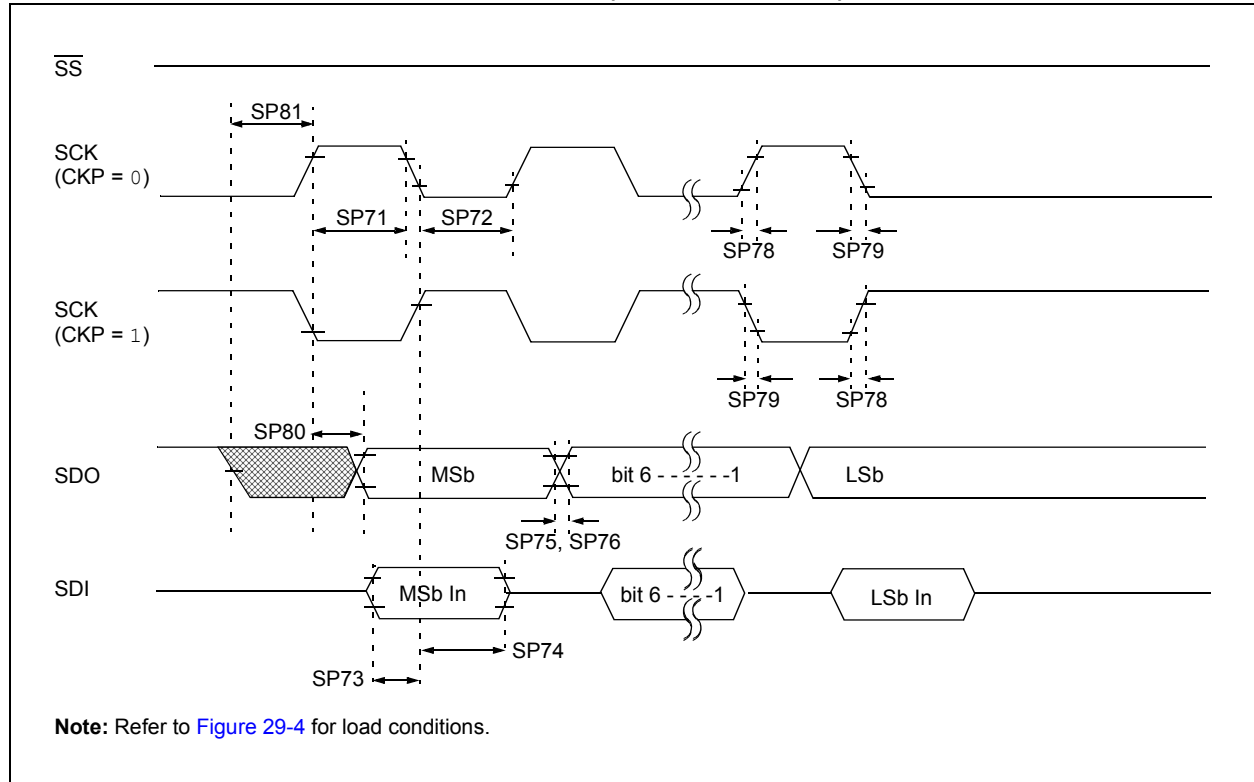 SS
SP81
SCK
(CKP = 0)
SP71
SP72
SP78
SP79
SCK
(CKP = 1)
SP79
SP78
SP80
SDO
MSb
bit 6 - - - - - -1
LSb
SP75, SP76
SDI
MSb In
bit 6 - - - - -1
LSb In
SP74
SP73
Note: Refer to Figure 29-4 for load conditions.